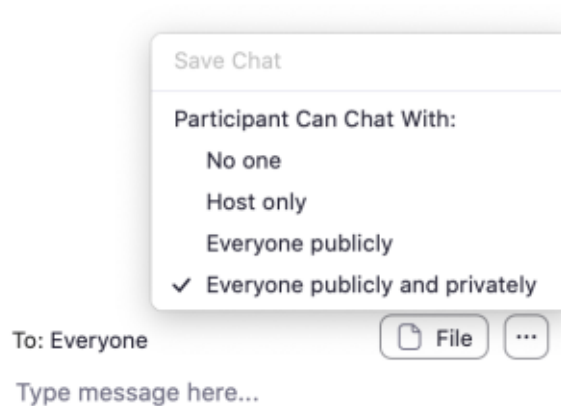 Save Chat
Participant Can Chat With:
No one
Host only
Everyone publicly
Everyone publicly and privately
To: Everyone
File
...
Type message here...